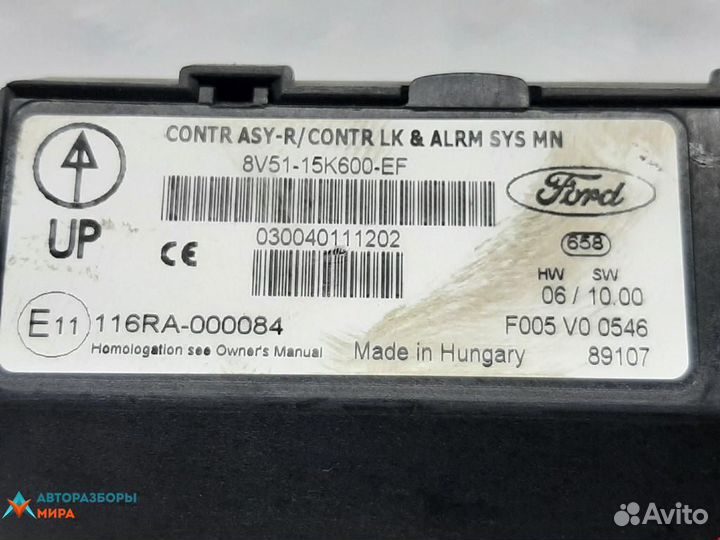 CONTR ASY-R/CONTR LK & ALRM SYS MN
8V51-15K600-EF
Ford
UP
CE
030040111202
658
HW SW
06 / 10.00
E11 116RA-000084
F005 V0 0546
Homologation see Owner's Manual
Made in Hungary
89107
АВТОРАЗБОРЫ
МИРА
Avito